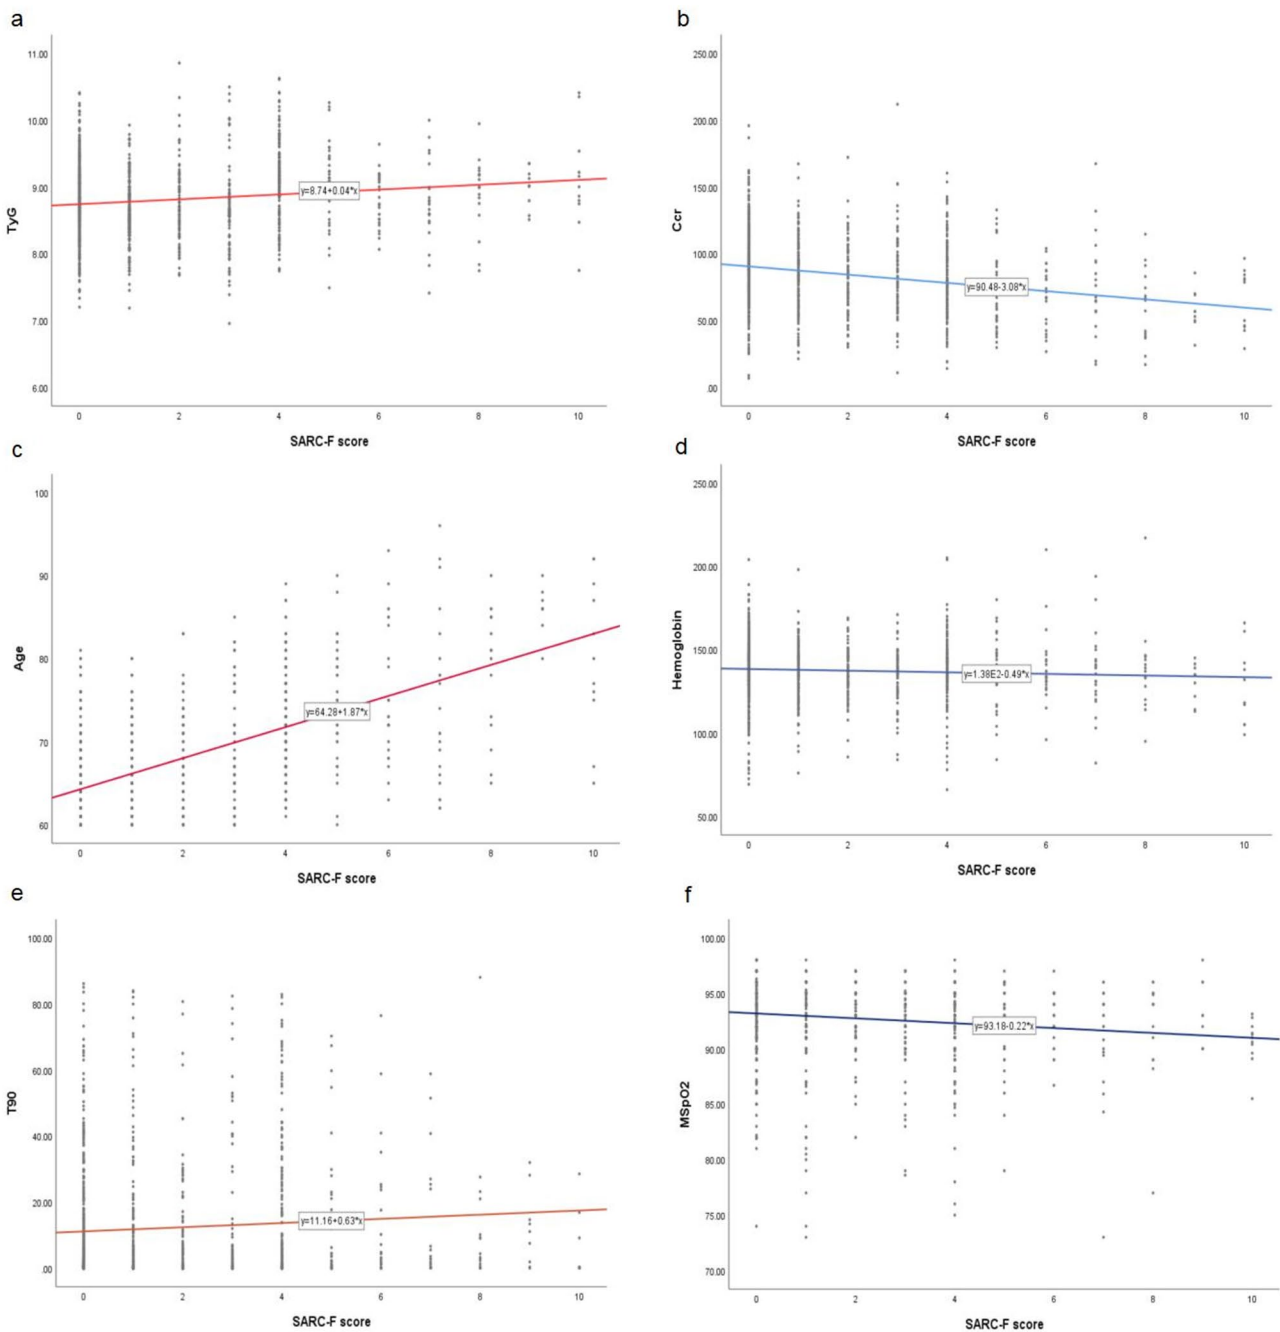 a
11.00
10.00
9.00
8.00
7.00
6.00
TyG
y=8.74+0.04*x
0 2 4 6 8 10
SARC-F score
b
250.00
200.00
150.00
100.00
50.00
.00
Ccr
y=90.48-3.08*x
0 2 4 6 8 10
SARC-F score
c
100
90
80
70
60
Age
y=64.28+1.87*x
0 2 4 6 8 10
SARC-F score
d
250.00
200.00
150.00
100.00
50.00
Hemoglobin
y=1.38E2-0.49*x
0 2 4 6 8 10
SARC-F score
e
100.00
80.00
60.00
40.00
20.00
.00
T90
y=11.16+0.63*x
0 2 4 6 8 10
SARC-F score
f
100.00
95.00
90.00
85.00
80.00
75.00
70.00
MSpO2
y=93.18-0.22*x
0 2 4 6 8 10
SARC-F score